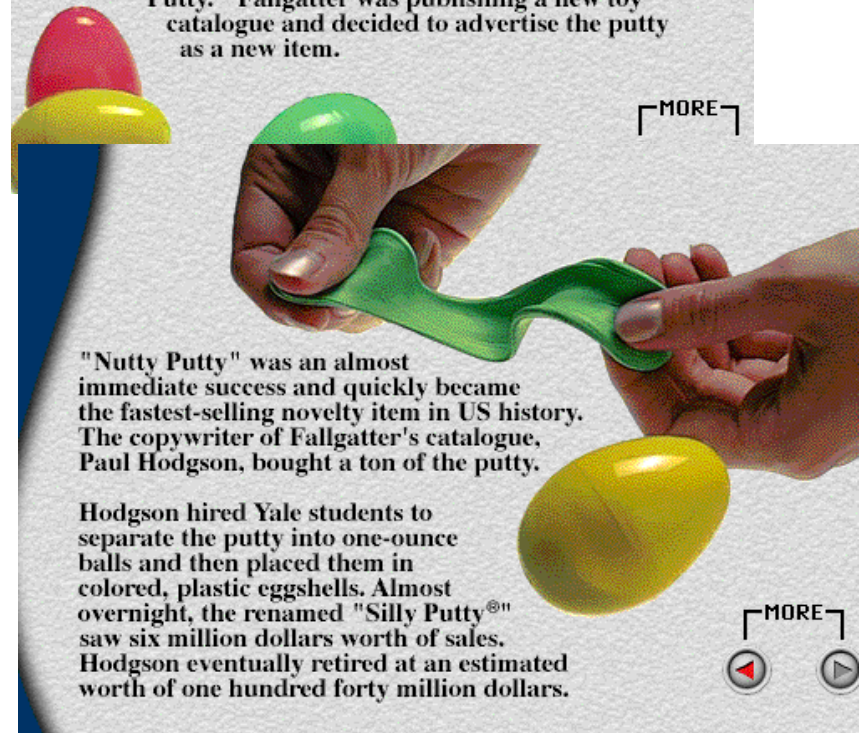 Putty." Fallgatter was publishing a new toy
catalogue and decided to advertise the putty
as a new item.
MORE
"Nutty Putty" was an almost
immediate success and quickly became
the fastest-selling novelty item in US history.
The copywriter of Fallgatter's catalogue,
Paul Hodgson, bought a ton of the putty.
Hodgson hired Yale students to
separate the putty into one-ounce
balls and then placed them in
colored, plastic eggshells. Almost
overnight, the renamed "Silly Putty®"
saw six million dollars worth of sales.
Hodgson eventually retired at an estimated
worth of one hundred forty million dollars.
MORE